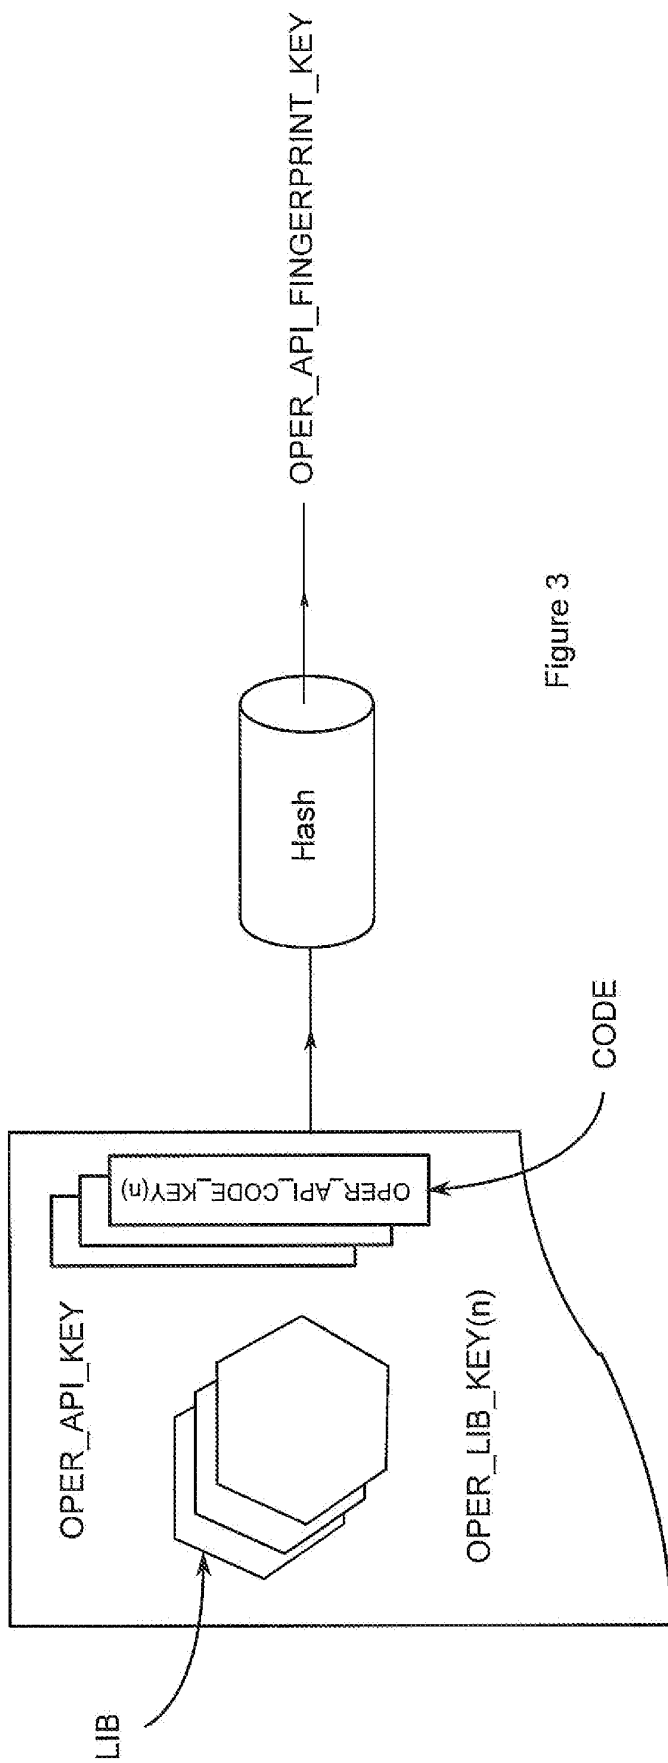 LIB
OPER_API_KEY
OPER_LIB_KEY(n)
OPER_API_CODE_KEY(n)
CODE
Hash
OPER_API_FINGERPRINT_KEY
Figure 3